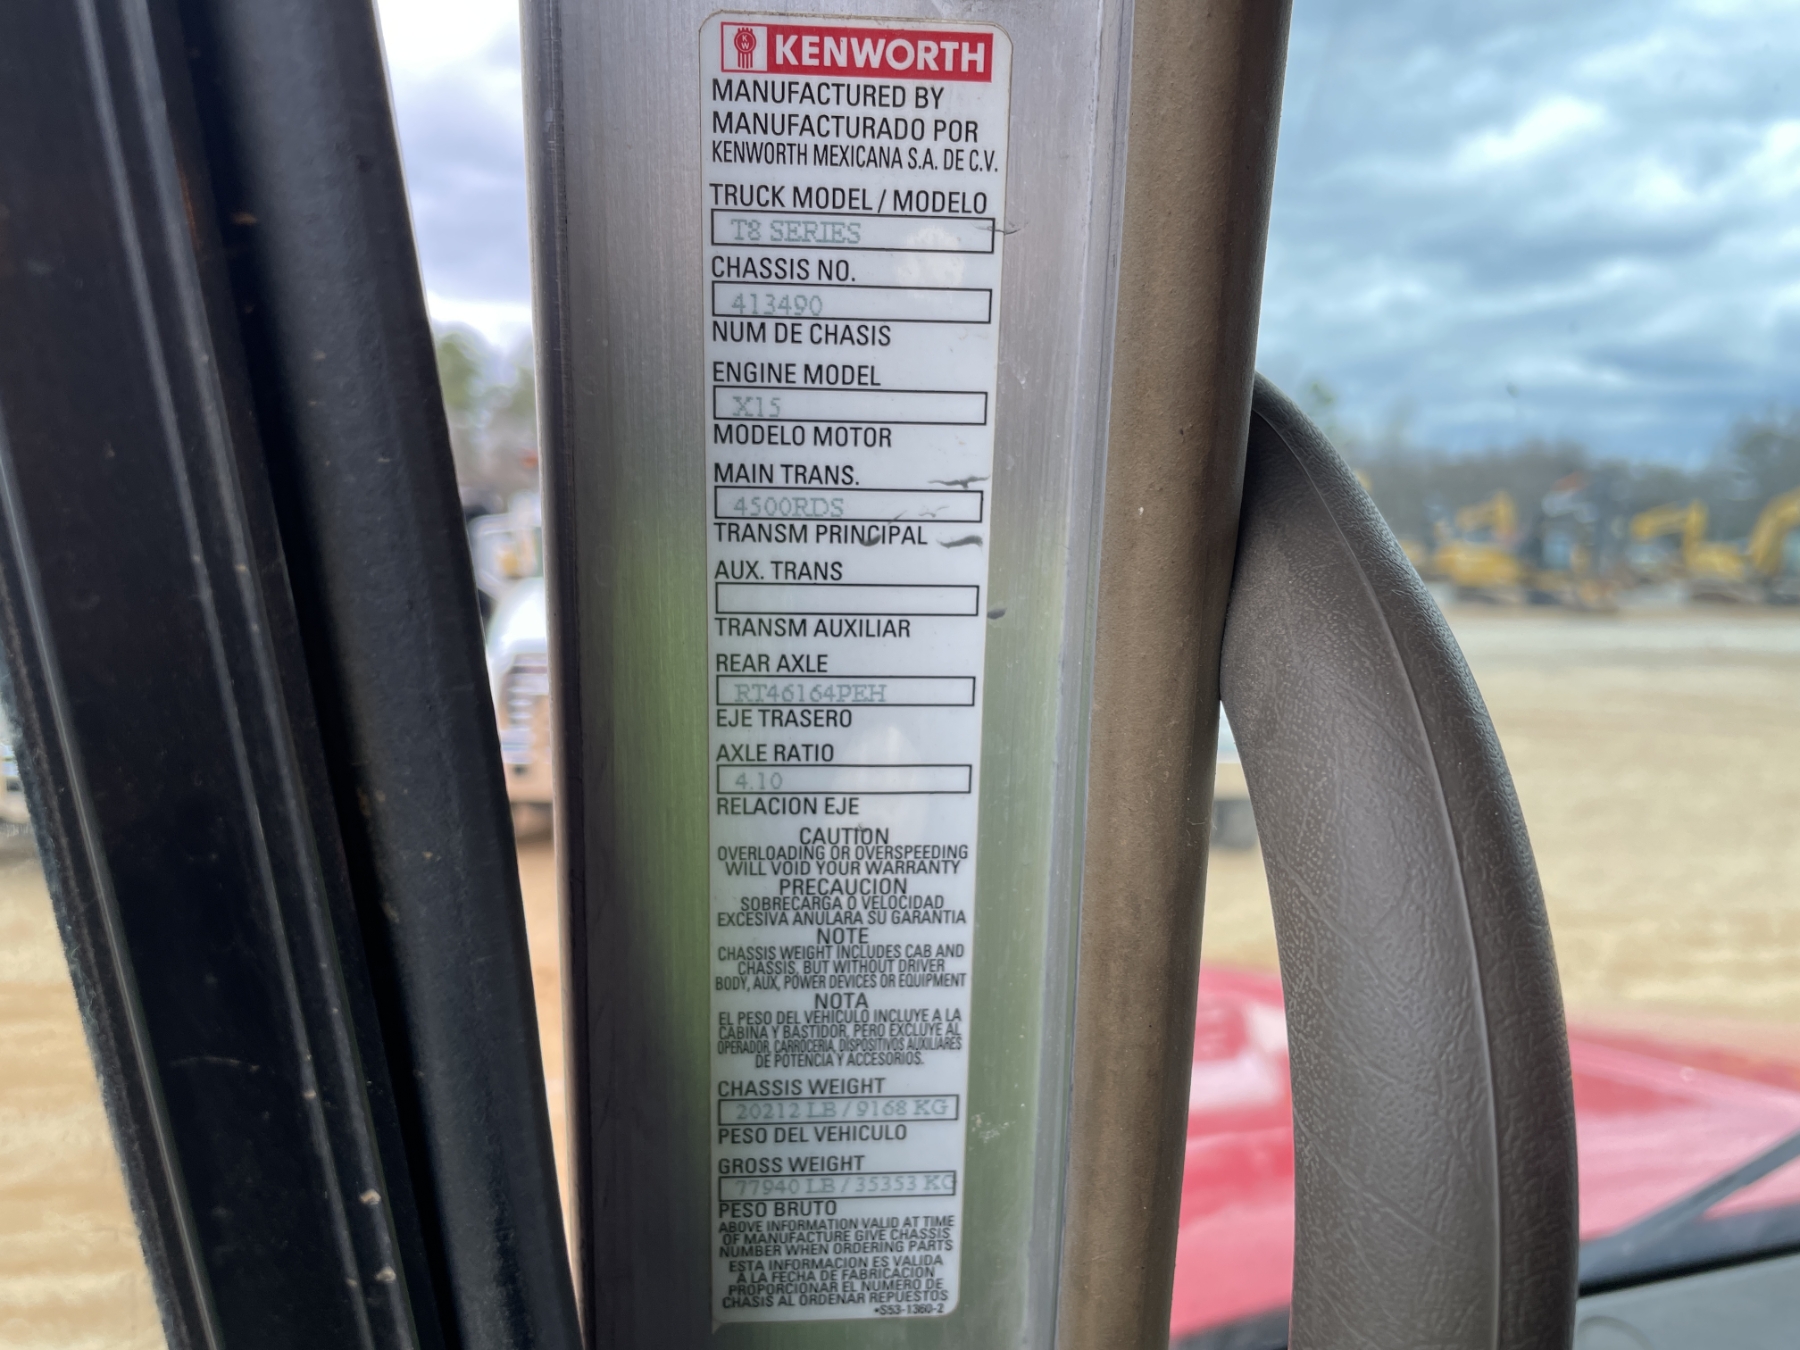 KW KENWORTH
MANUFACTURED BY
MANUFACTURADO POR
KENWORTH MEXICANA S.A. DE C.V.
TRUCK MODEL / MODELO
T8 SERIES
CHASSIS NO.
413490
NUM DE CHASIS
ENGINE MODEL
X15
MODELO MOTOR
MAIN TRANS.
4500RDS
TRANSM PRINCIPAL
AUX. TRANS
TRANSM AUXILIAR
REAR AXLE
RT46164PEH
EJE TRASERO
AXLE RATIO
4.10
RELACION EJE
CAUTION
OVERLOADING OR OVERSPEEDING
WILL VOID YOUR WARRANTY
PRECAUCION
SOBRECARGA O VELOCIDAD
EXCESIVA ANULARA SU GARANTIA
NOTE
CHASSIS WEIGHT INCLUDES CAB AND
CHASSIS, BUT WITHOUT DRIVER
BODY, AUX, POWER DEVICES OR EQUIPMENT
NOTA
EL PESO DEL VEHICULO INCLUYE A LA
CABINA Y BASTIDOR, PERO EXCLUYE AL
OPERADOR, CARROCERIA, DISPOSITIVOS AUXILIARES
DE POTENCIA Y ACCESORIOS.
CHASSIS WEIGHT
20212 LB / 9168 KG
PESO DEL VEHICULO
GROSS WEIGHT
77940 LB / 35353 KG
PESO BRUTO
ABOVE INFORMATION VALID AT TIME
OF MANUFACTURE GIVE CHASSIS
NUMBER WHEN ORDERING PARTS
ESTA INFORMACION ES VALIDA
A LA FECHA DE FABRICACION
PROPORCIONAR EL NUMERO DE
CHASIS AL ORDENAR REPUESTOS
•S53-1360-2